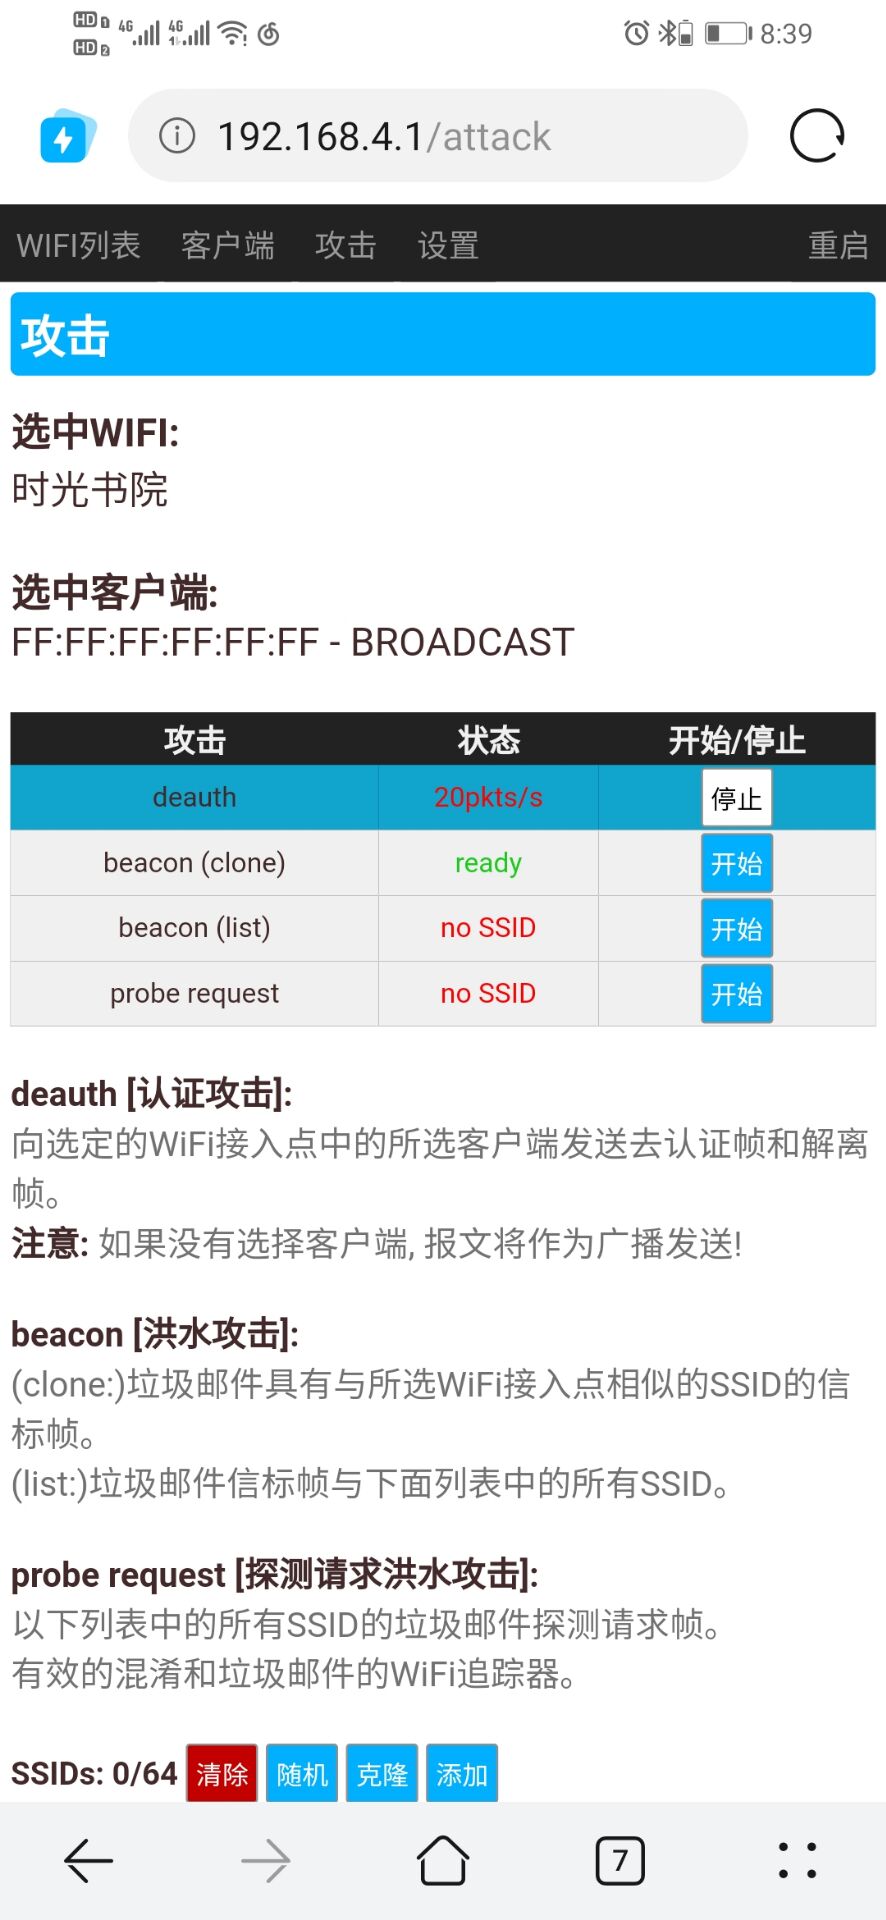 HD 1 4G 4G 8:39
HD 2
192.168.4.1/attack
WIFI列表 客户端 攻击 设置 重启
攻击
选中WIFI:
时光书院
选中客户端:
FF:FF:FF:FF:FF:FF - BROADCAST
攻击 状态 开始/停止
deauth 20pkts/s 停止
beacon (clone) ready 开始
beacon (list) no SSID 开始
probe request no SSID 开始
deauth [认证攻击]:
向选定的WiFi接入点中的所选客户端发送去认证帧和解离
帧。
注意: 如果没有选择客户端, 报文将作为广播发送!
beacon [洪水攻击]:
(clone:)垃圾邮件具有与所选WiFi接入点相似的SSID的信
标帧。
(list:)垃圾邮件信标帧与下面列表中的所有SSID。
probe request [探测请求洪水攻击]:
以下列表中的所有SSID的垃圾邮件探测请求帧。
有效的混淆和垃圾邮件的WiFi追踪器。
SSIDs: 0/64 清除 随机 克隆 添加
7